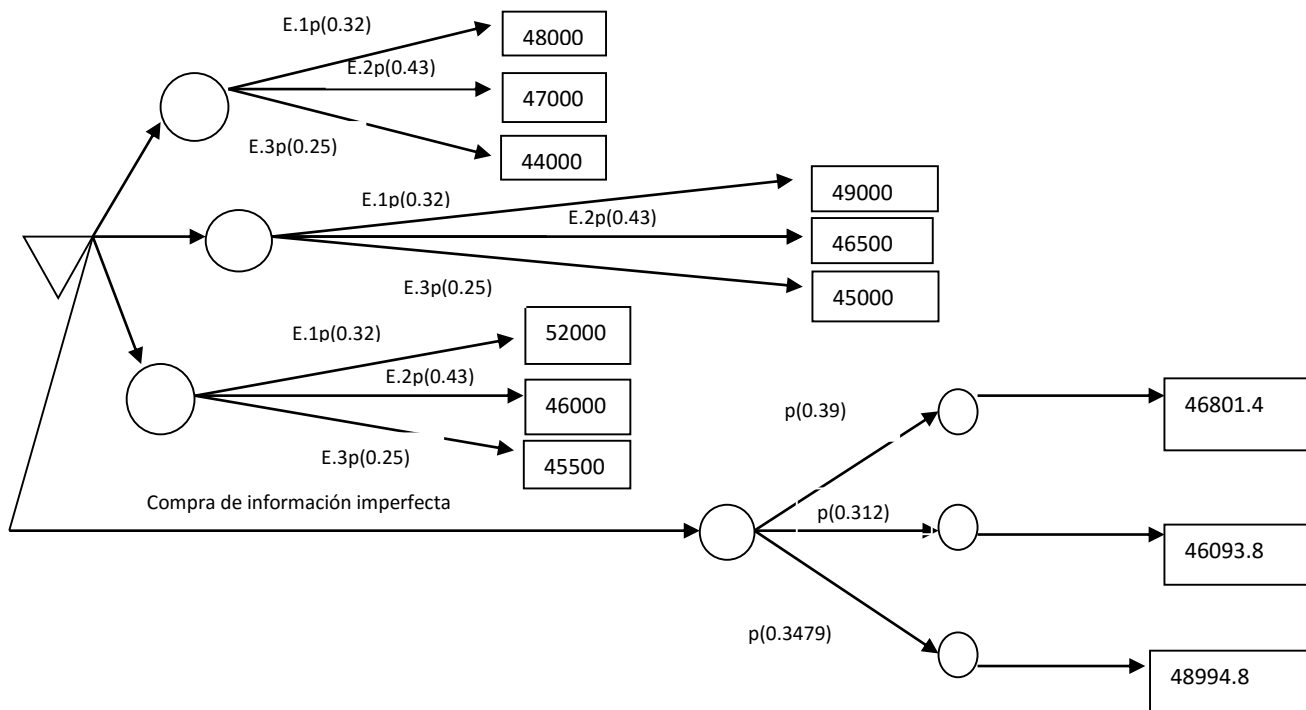 E.1p(0.32)
48000
E.2p(0.43)
47000
E.3p(0.25)
44000
E.1p(0.32)
49000
E.2p(0.43)
46500
E.3p(0.25)
45000
E.1p(0.32)
52000
E.2p(0.43)
46000
E.3p(0.25)
45500
Compra de información imperfecta
p(0.39)
46801.4
p(0.312)
46093.8
p(0.3479)
48994.8